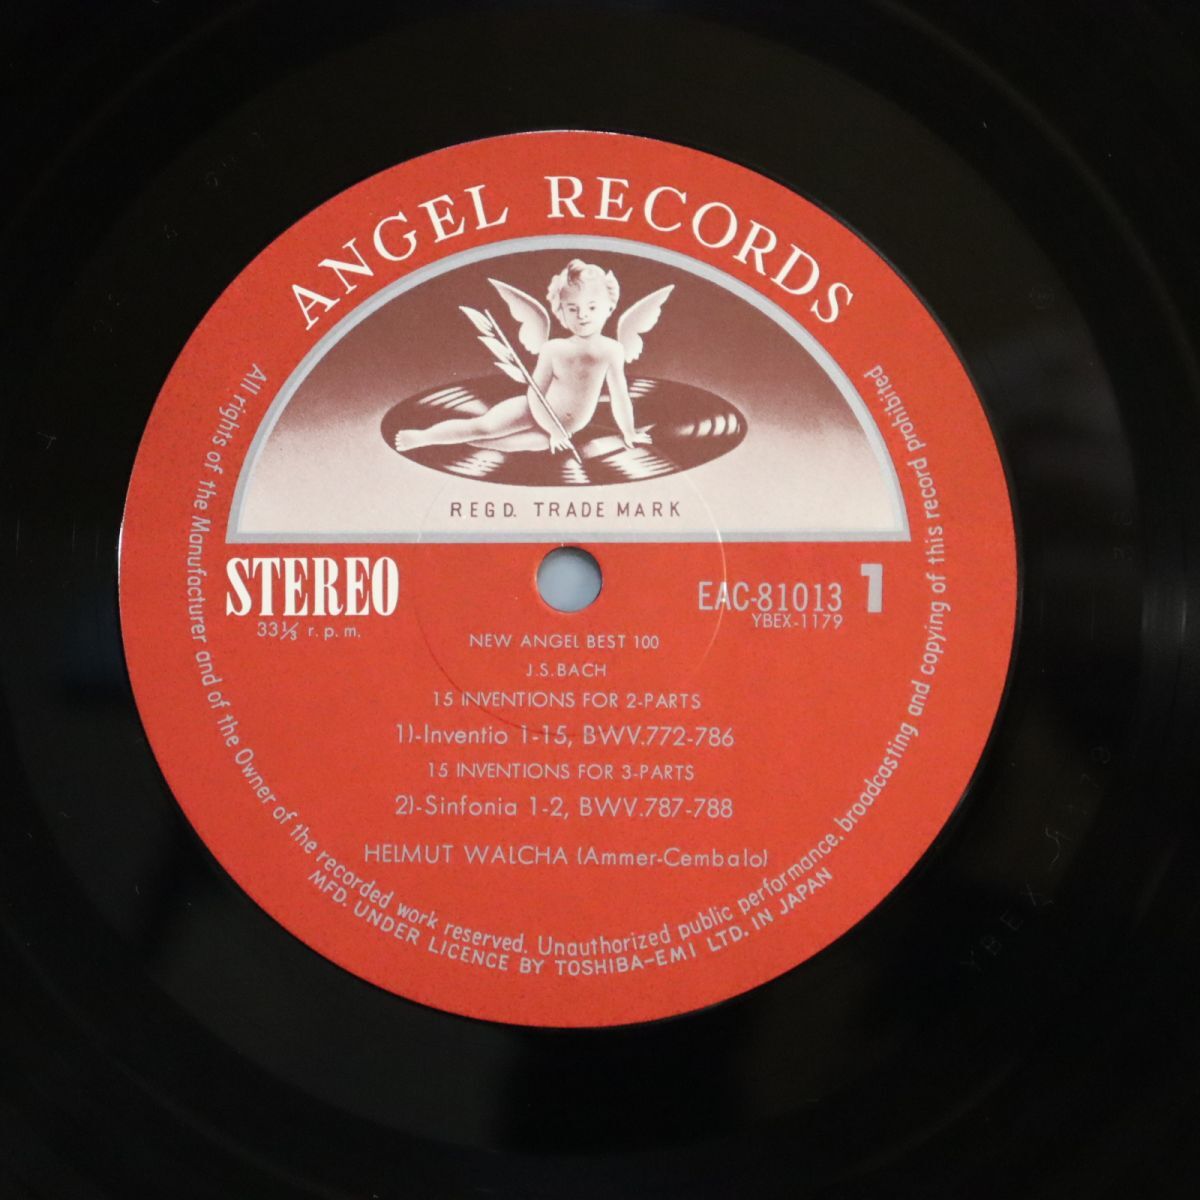 ANGEL RECORDS
REGD. TRADE MARK
STEREO
33⅓ r.p.m.
EAC-81013 1
YBEX-1179
NEW ANGEL BEST 100
J.S.BACH
15 INVENTIONS FOR 2-PARTS
1)-Inventio 1-15, BWV.772-786
15 INVENTIONS FOR 3-PARTS
2)-Sinfonia 1-2, BWV.787-788
HELMUT WALCHA (Ammer-Cembalo)
All rights of the Manufacturer and of the Owner of the recorded work reserved. Unauthorized public performance, broadcasting and copying of this record prohibited
MFD. UNDER LICENCE BY TOSHIBA-EMI LTD. IN JAPAN